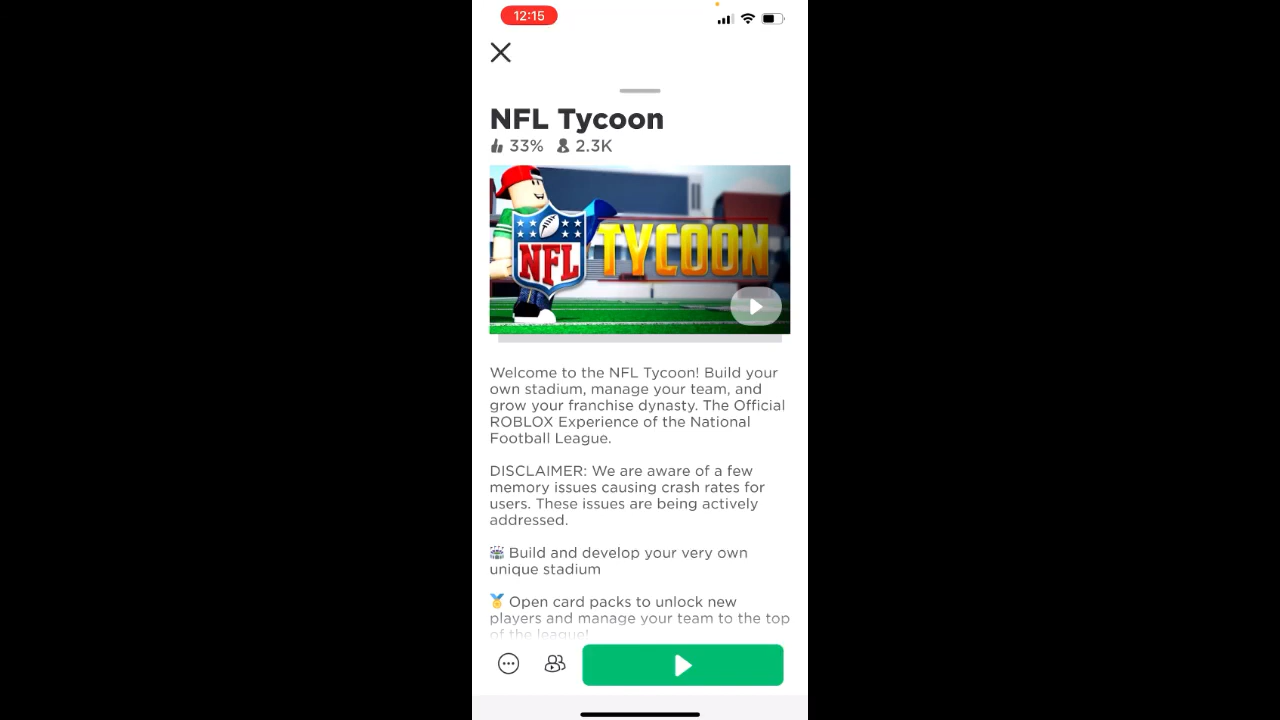 12:15
NFL Tycoon
33% 2.3K
NFL TYCOON
Welcome to the NFL Tycoon! Build your
own stadium, manage your team, and
grow your franchise dynasty. The Official
ROBLOX Experience of the National
Football League.
DISCLAIMER: We are aware of a few
memory issues causing crash rates for
users. These issues are being actively
addressed.
Build and develop your very own
unique stadium
Open card packs to unlock new
players and manage your team to the top
of the league!